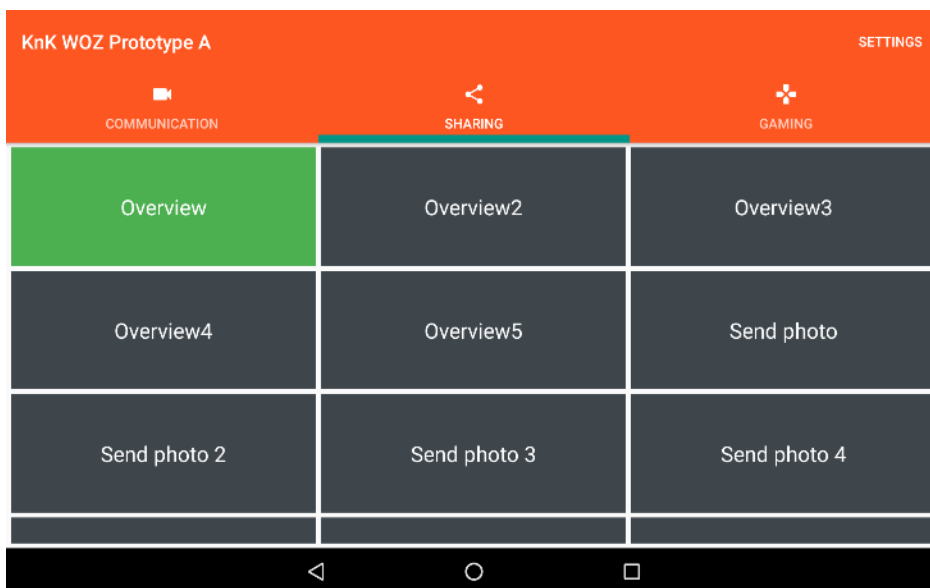 KnK WOZ Prototype A
SETTINGS
COMMUNICATION
SHARING
GAMING
Overview
Overview2
Overview3
Overview4
Overview5
Send photo
Send photo 2
Send photo 3
Send photo 4